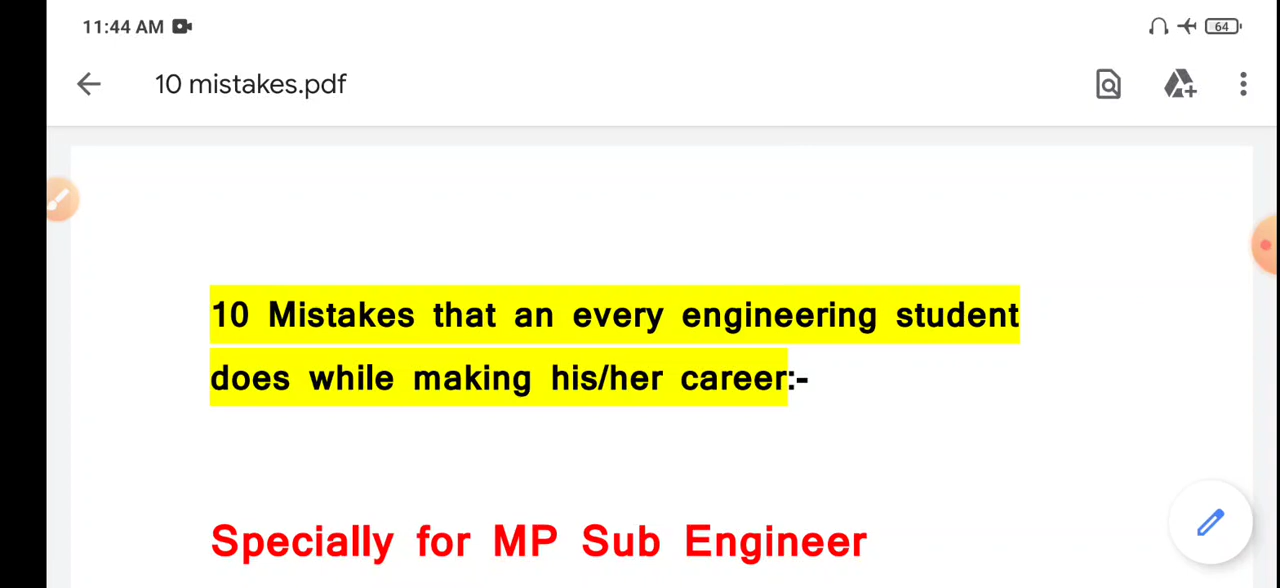 11:44 AM
64
10 mistakes.pdf
10 Mistakes that an every engineering student
does while making his/her career:-
Specially for MP Sub Engineer